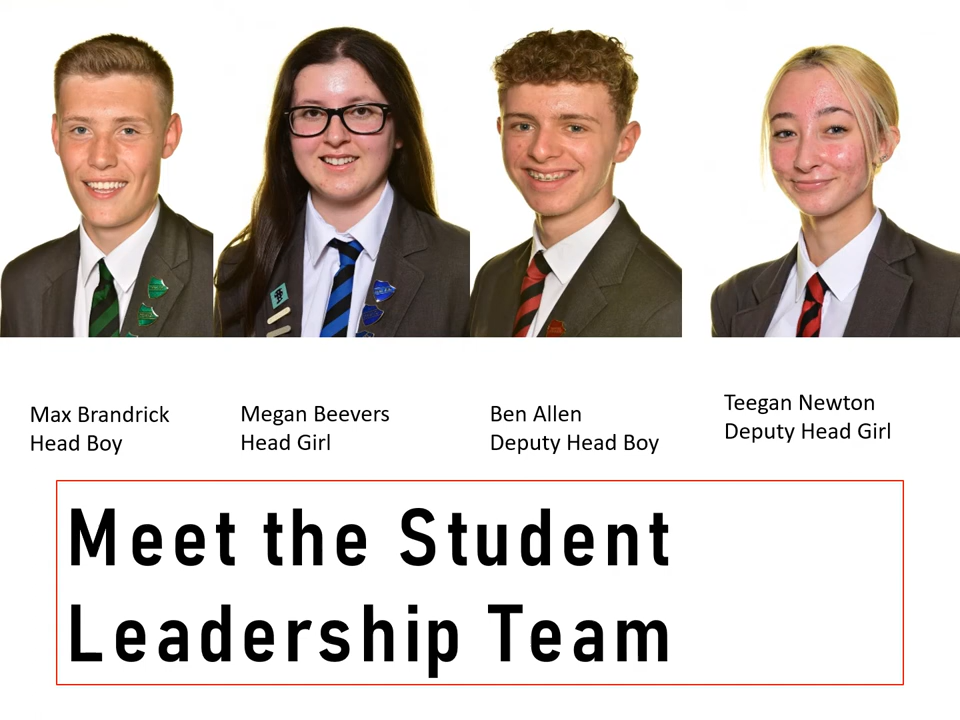 Max Brandrick
Head Boy
Megan Beevers
Head Girl
Ben Allen
Deputy Head Boy
Teegan Newton
Deputy Head Girl
Meet the Student
Leadership Team